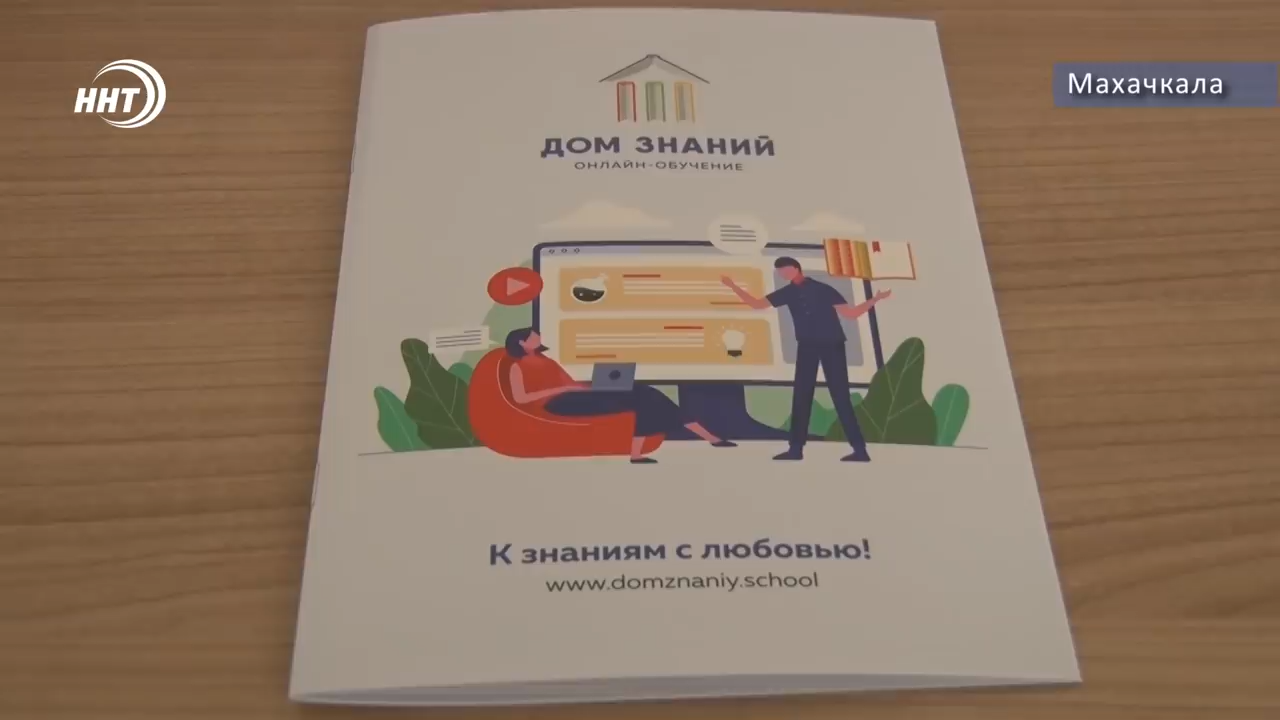 ННТ
Махачкала
ДОМ ЗНАНИЙ
ОНЛАЙН-ОБУЧЕНИЕ
К знаниям с любовью!
www.domznaniy.school